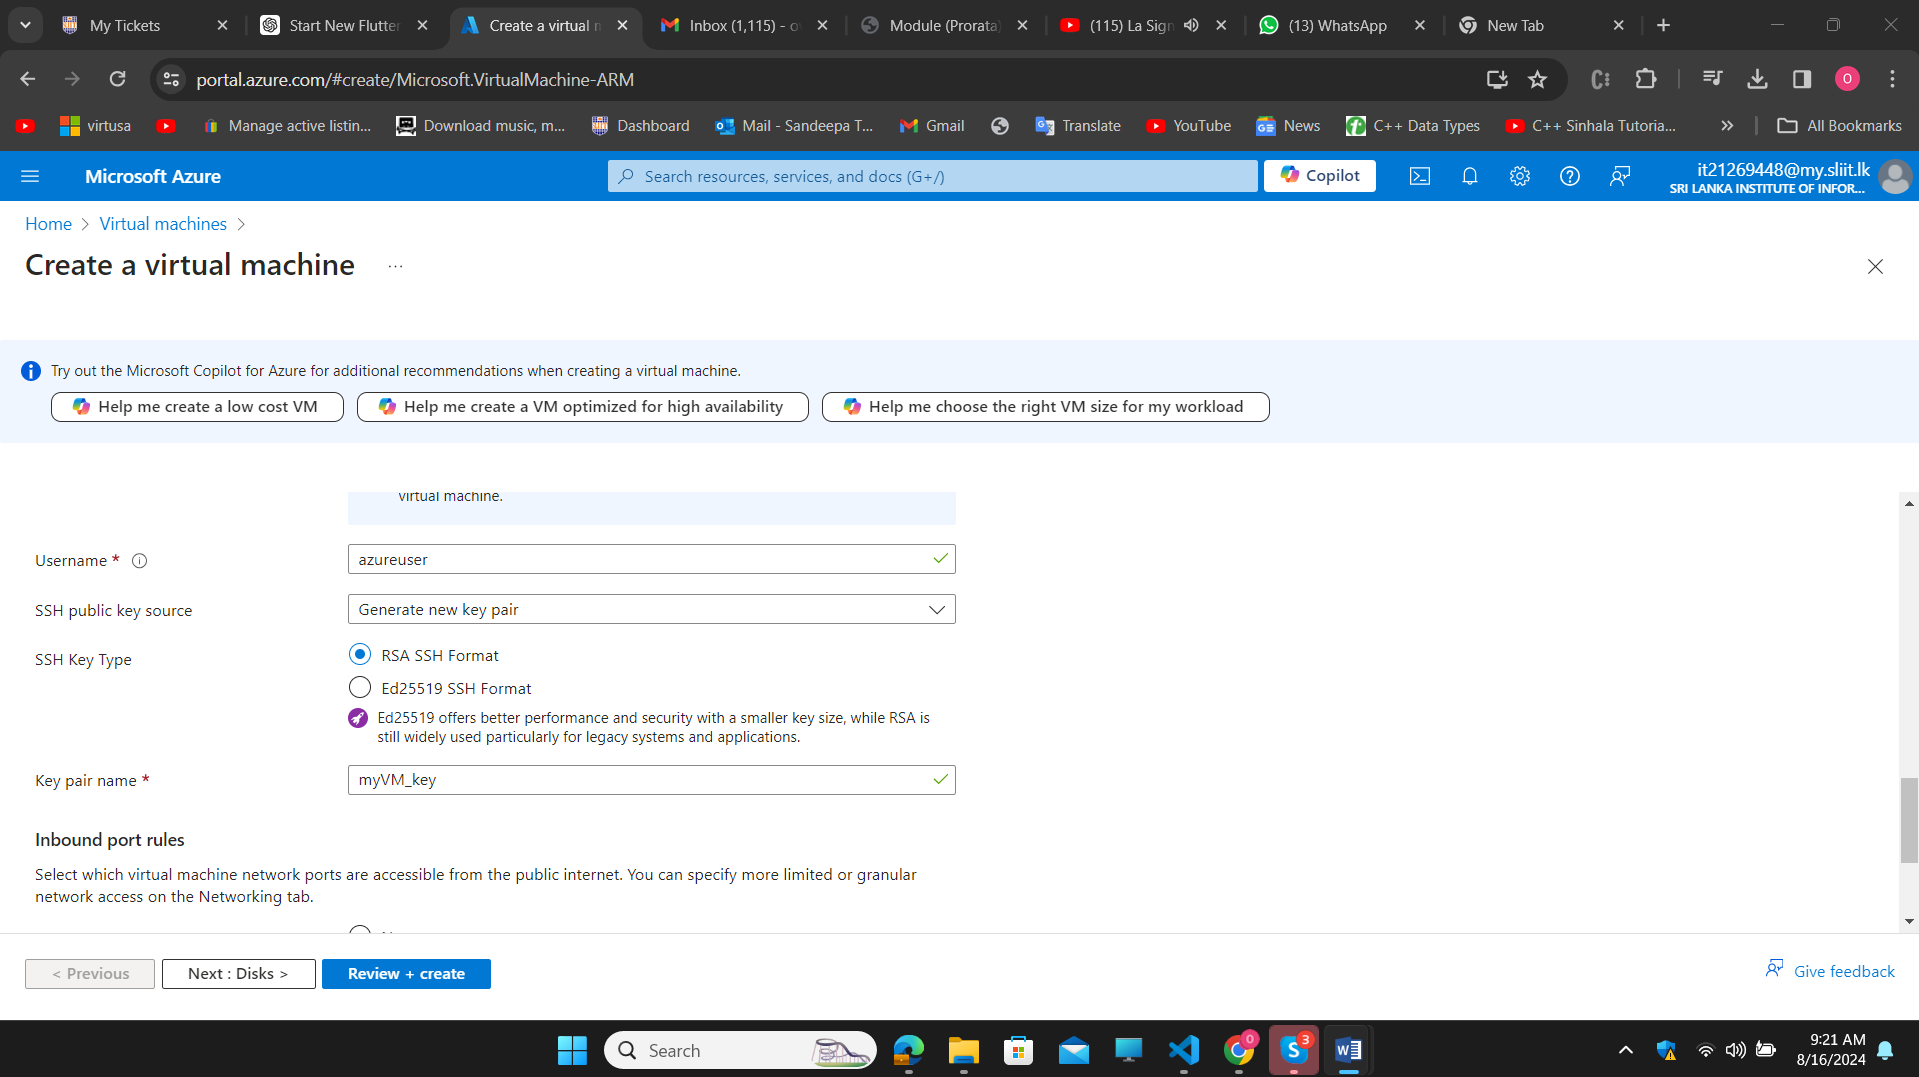 My Tickets
Start New Flutter
Create a virtual m
Inbox (1,115) - o
Module (Prorata)
(115) La Sign
(13) WhatsApp
New Tab
portal.azure.com/#create/Microsoft.VirtualMachine-ARM
O
virtusa
Manage active listin...
Download music, m...
Dashboard
Mail - Sandeepa T...
Gmail
Translate
YouTube
News
C++ Data Types
C++ Sinhala Tutoria...
All Bookmarks
Microsoft Azure
Search resources, services, and docs (G+/)
Copilot
it21269448@my.sliit.lk
SRI LANKA INSTITUTE OF INFOR...
Home > Virtual machines >
Create a virtual machine ...
Try out the Microsoft Copilot for Azure for additional recommendations when creating a virtual machine.
Help me create a low cost VM
Help me create a VM optimized for high availability
Help me choose the right VM size for my workload
virtual machine.
Username *
azureuser
SSH public key source
Generate new key pair
SSH Key Type
RSA SSH Format
Ed25519 SSH Format
Ed25519 offers better performance and security with a smaller key size, while RSA is
still widely used particularly for legacy systems and applications.
Key pair name *
myVM_key
Inbound port rules
Select which virtual machine network ports are accessible from the public internet. You can specify more limited or granular
network access on the Networking tab.
< Previous
Next : Disks >
Review + create
Give feedback
Search
0
3
9:21 AM
8/16/2024